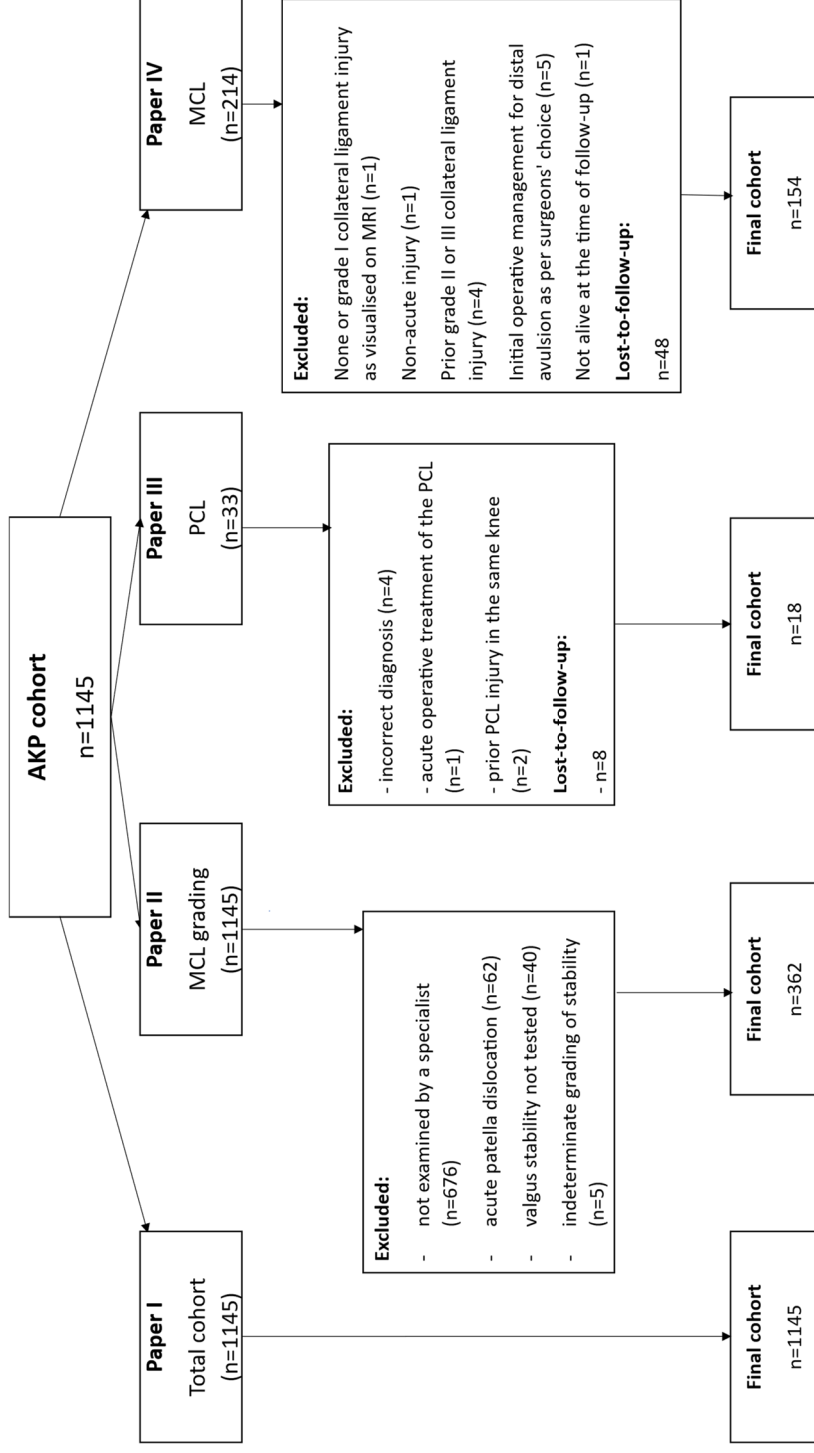 AKP cohort
n=1145
Paper I
Total cohort
(n=1145)
Paper II
MCL grading
(n=1145)
Paper III
PCL
(n=33)
Paper IV
MCL
(n=214)
Excluded:
- not examined by a specialist
(n=676)
- acute patella dislocation (n=62)
- valgus stability not tested (n=40)
- indeterminate grading of stability
(n=5)
Excluded:
- incorrect diagnosis (n=4)
- acute operative treatment of the PCL
(n=1)
- prior PCL injury in the same knee
(n=2)
Lost-to-follow-up:
- n=8
Excluded:
None or grade I collateral ligament injury
as visualised on MRI (n=1)
Non-acute injury (n=1)
Prior grade II or III collateral ligament
injury (n=4)
Initial operative management for distal
avulsion as per surgeons' choice (n=5)
Not alive at the time of follow-up (n=1)
Lost-to-follow-up:
n=48
Final cohort
n=1145
Final cohort
n=362
Final cohort
n=18
Final cohort
n=154